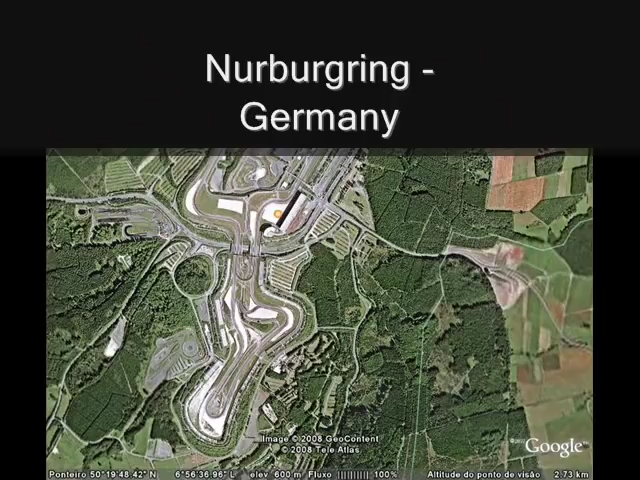 Nurburgring -
Germany
Image © 2008 GeoContent
© 2008 Tele Atlas
Google
Ponteiro 50°19'48.42" N 6°56'36.96" L elev 600 m Fluxo |||||||||| 100% Altitude do ponto de visão 2.73 km